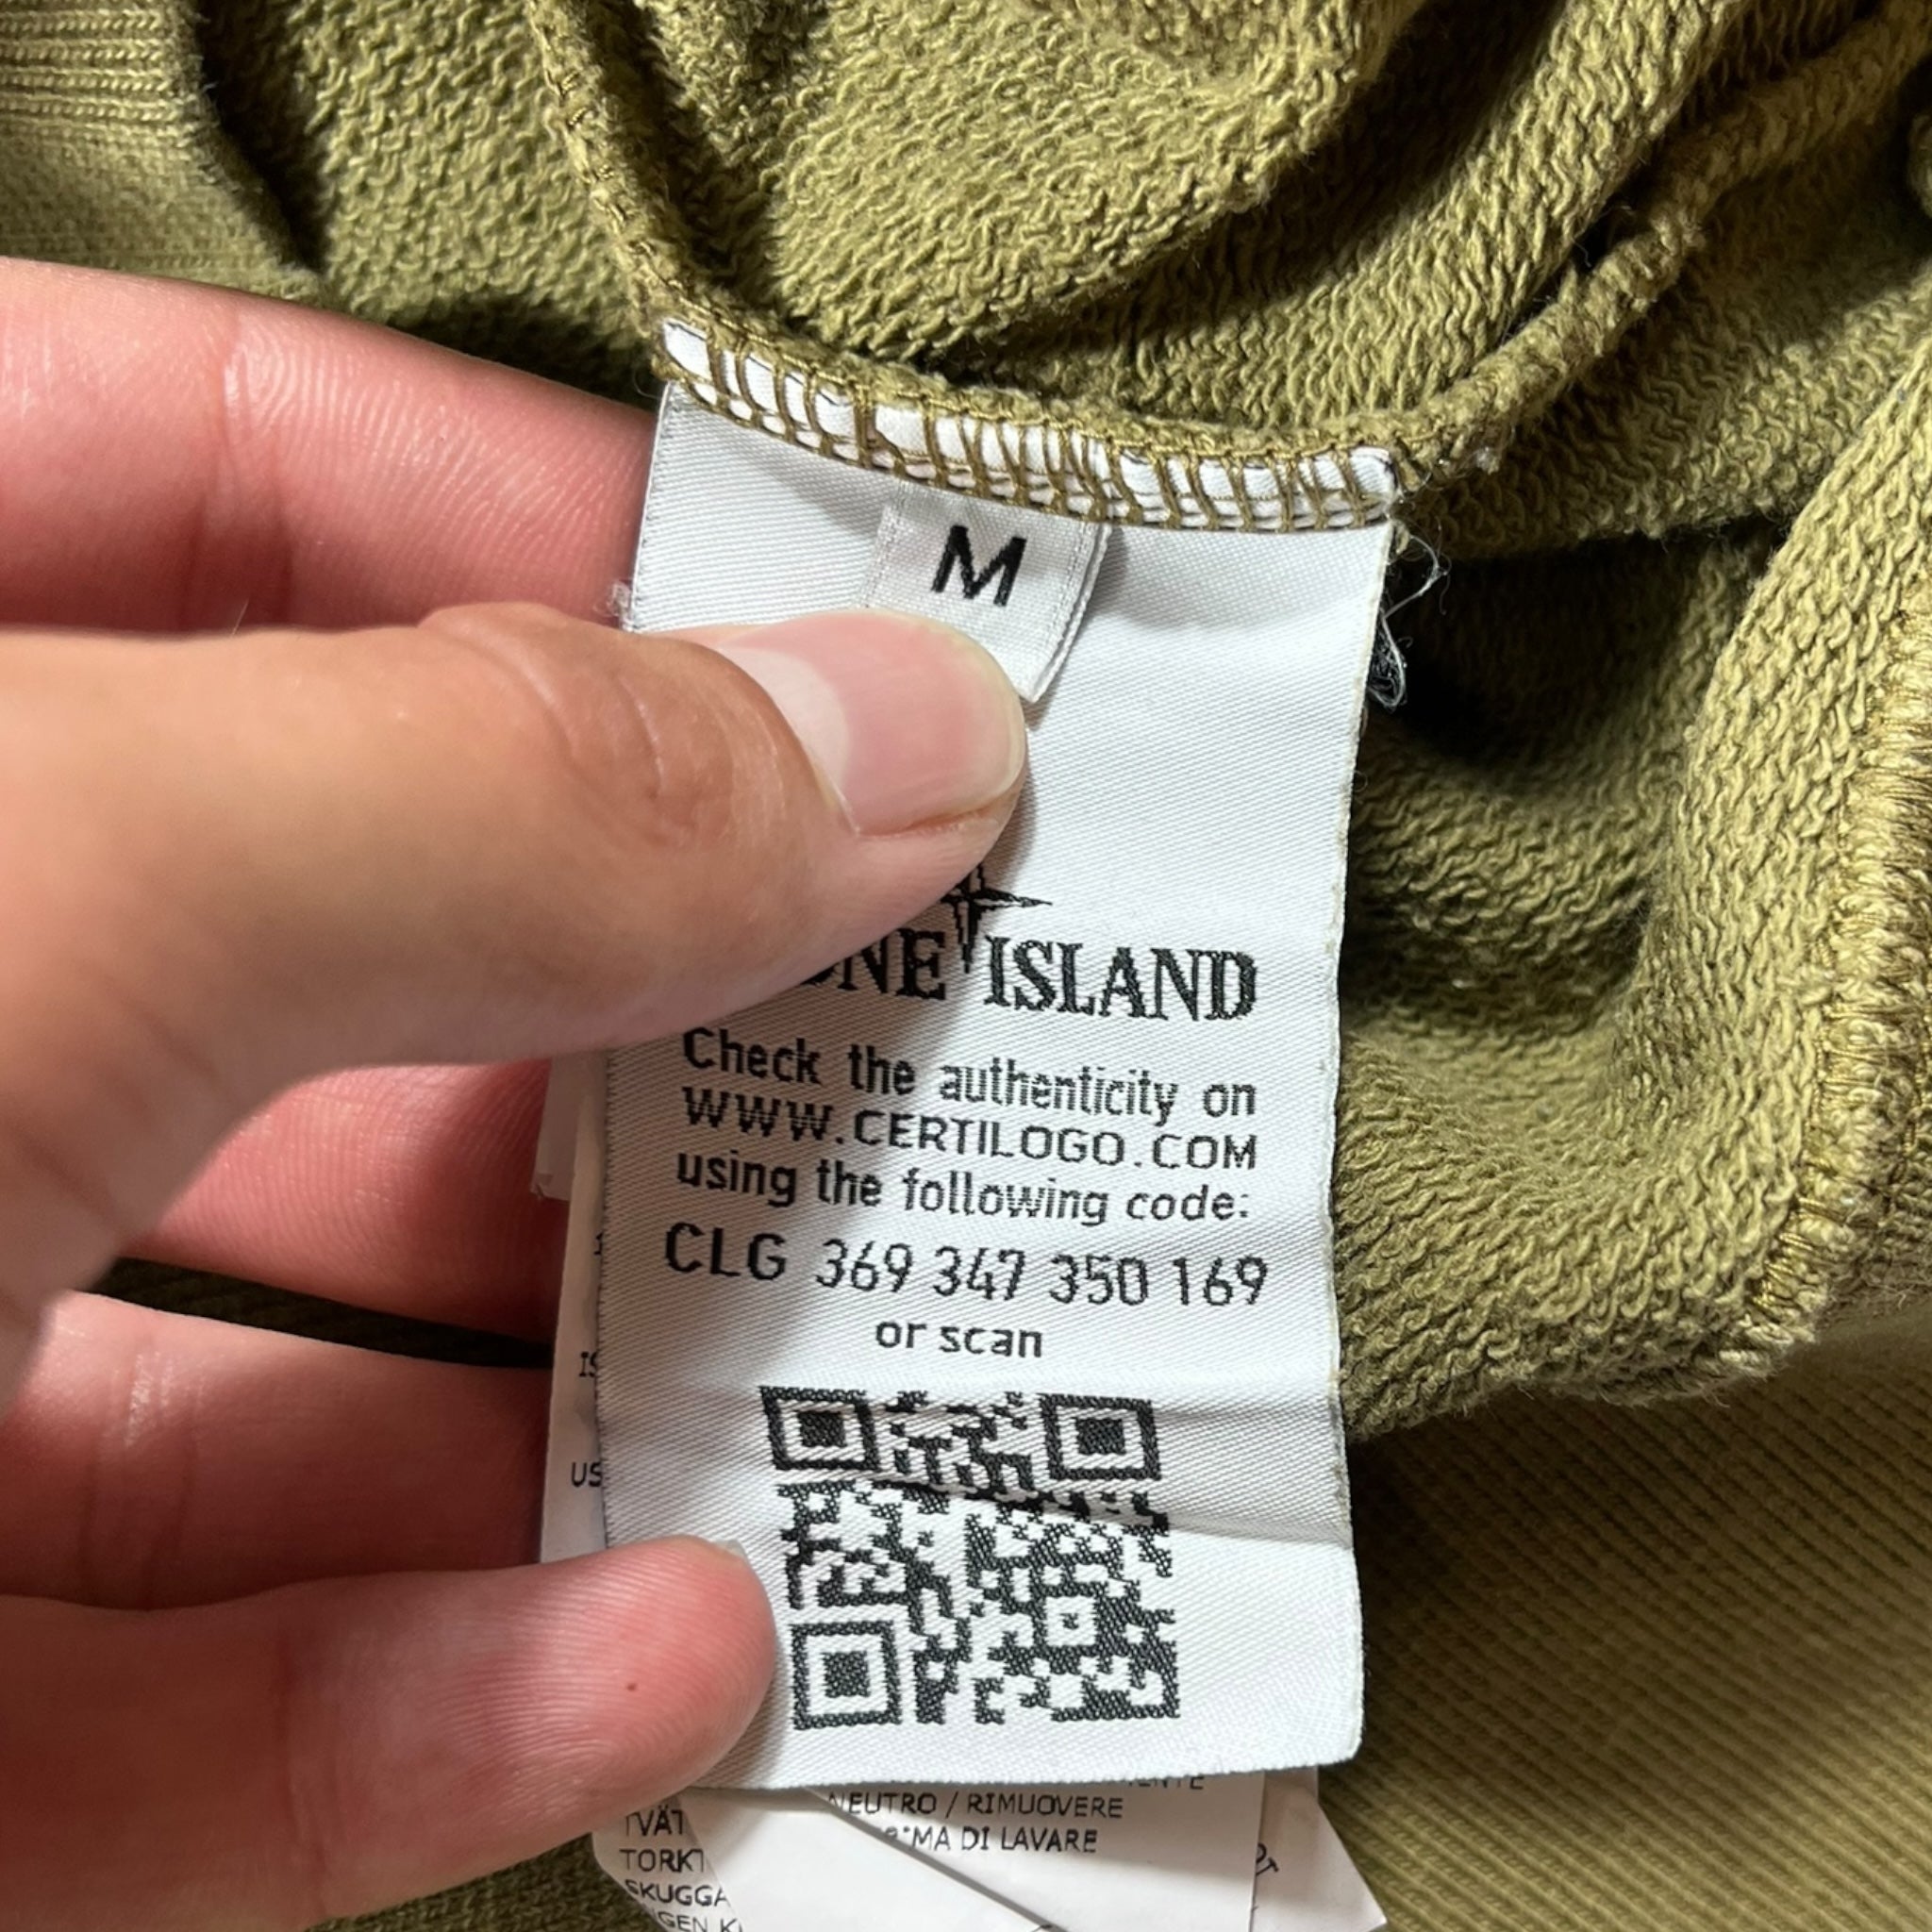 M
ISLAND
Check the authenticity on
WWW.CERTILOGO.COM
using the following code:
CLG 369 347 350 169
or scan
US
NEUTRO / RIMUOVERE
DI LAVARE